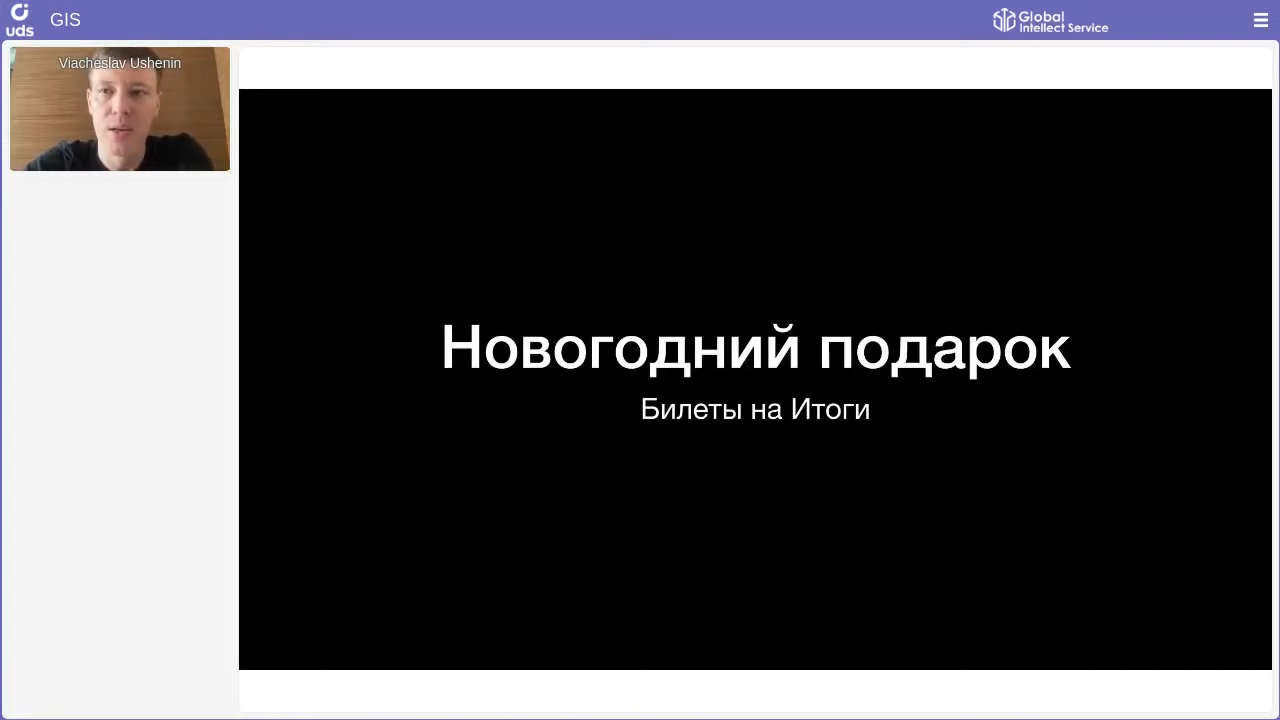 uds
GIS
Global
Intellect Service
Viacheslav Ushenin
Новогодний подарок
Билеты на Итоги